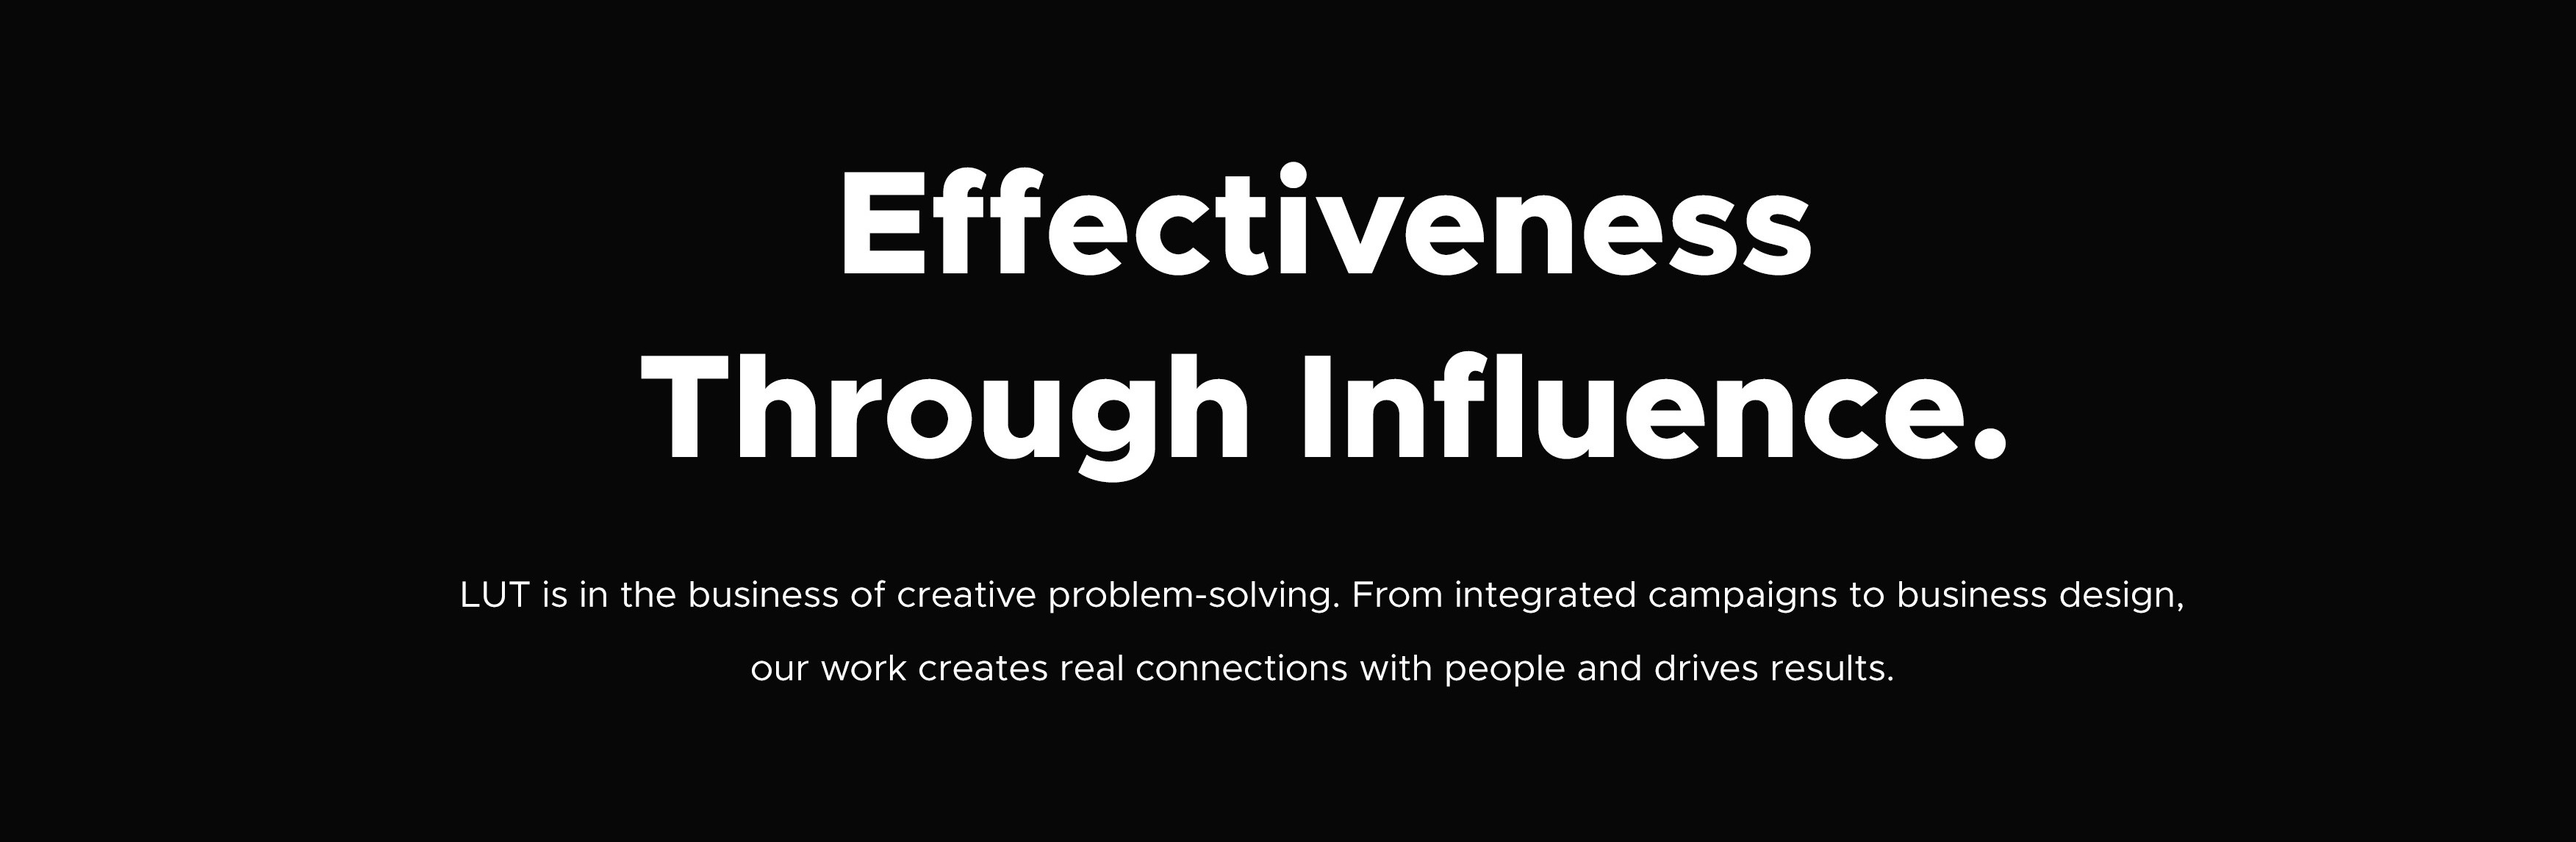 Effectiveness
Through Influence.
LUT is in the business of creative problem-solving. From integrated campaigns to business design,
our work creates real connections with people and drives results.